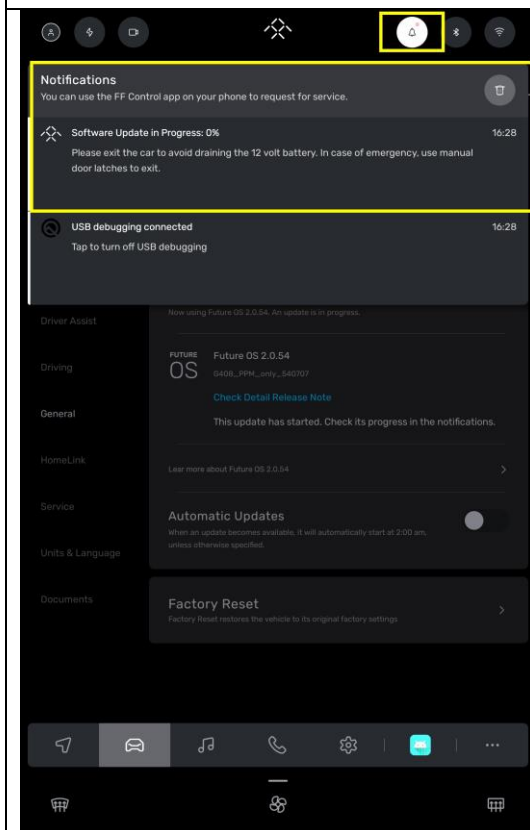 Notifications
You can use the FF Control app on your phone to request for service.
Software Update in Progress: 0%
16:28
Please exit the car to avoid draining the 12 volt battery. In case of emergency, use manual
door latches to exit.
USB debugging connected
16:28
Tap to turn off USB debugging
Driver Assist
Now using Future OS 2.0.54. An update is in progress.
Driving
FUTURE
OS
Future OS 2.0.54
0408_PPM_only_540707
Check Detail Release Note
General
This update has started. Check its progress in the notifications.
HomeLink
Lear more about Future OS 2.0.54
Service
Automatic Updates
When an update becomes available, it will automatically start at 2:00 am,
unless otherwise specified.
Units & Language
Documents
Factory Reset
Factory Reset restores the vehicle to its original factory settings